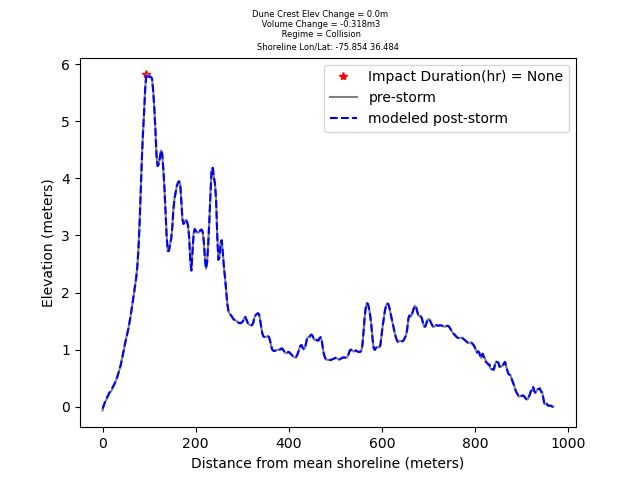 Dune Crest Elev Change = 0.0m
Volume Change = -0.318m3
Regime = Collision
Shoreline Lon/Lat: -75.854 36.484
Impact Duration(hr) = None
pre-storm
modeled post-storm
Elevation (meters)
6
5
4
3
2
1
0
0 200 400 600 800 1000
Distance from mean shoreline (meters)